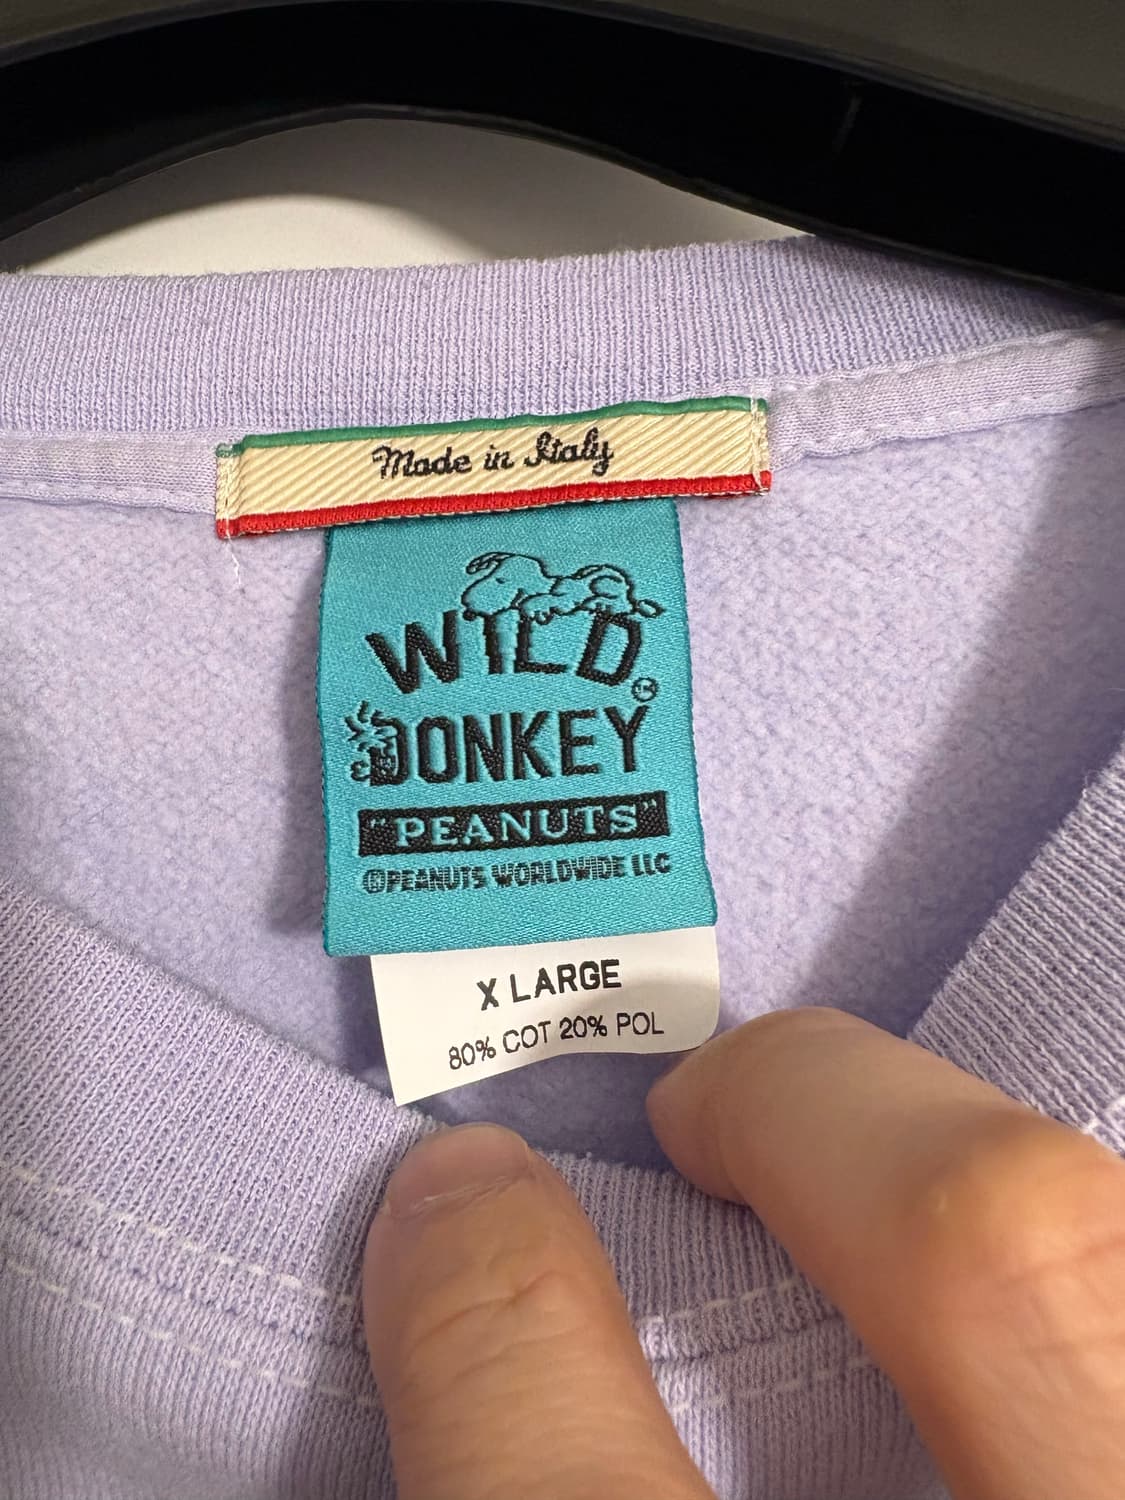 Made in Italy
WILD
DONKEY
"PEANUTS"
©PEANUTS WORLDWIDE LLC
X LARGE
80% COT 20% POL